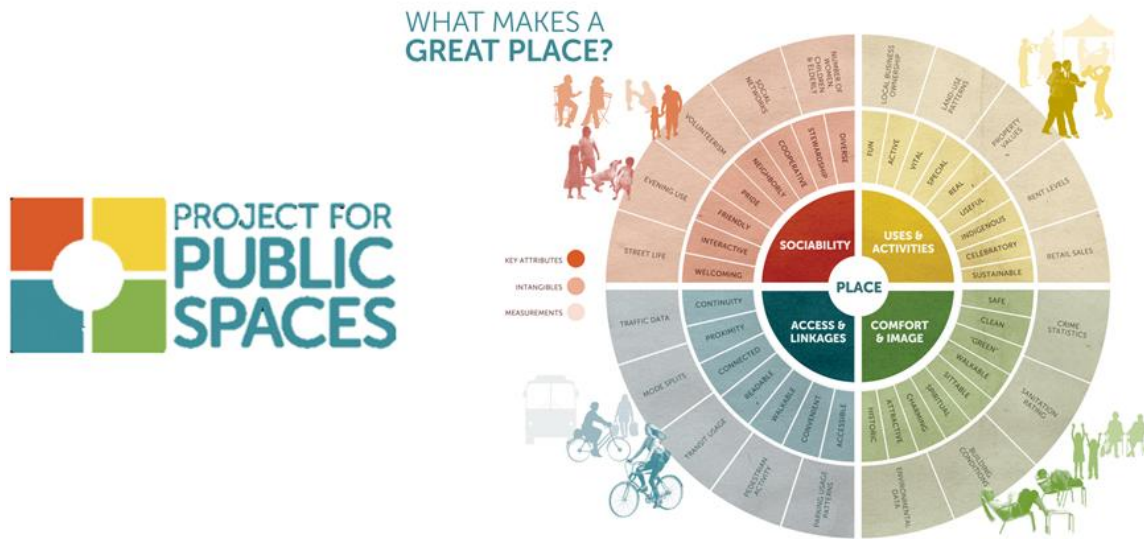 WHAT MAKES A
GREAT PLACE?
PROJECT FOR
PUBLIC
SPACES
KEY ATTRIBUTES
INTANGIBLES
MEASUREMENTS
PLACE
SOCIABILITY
USES &
ACTIVITIES
ACCESS &
LINKAGES
COMFORT
& IMAGE
WELCOMING
INTERACTIVE
FRIENDLY
PRIDE
NEIGHBORLY
COOPERATIVE
STEWARDSHIP
DIVERSE
FUN
ACTIVE
VITAL
SPECIAL
REAL
USEFUL
INDIGENOUS
CELEBRATORY
SUSTAINABLE
SAFE
CLEAN
"GREEN"
WALKABLE
SITTABLE
SPIRITUAL
CHARMING
ATTRACTIVE
HISTORIC
ACCESSIBLE
CONVENIENT
WALKABLE
READABLE
CONNECTED
PROXIMITY
CONTINUITY
STREET LIFE
EVENING USE
VOLUNTEERISM
SOCIAL
NETWORKS
NUMBER OF
WOMEN,
CHILDREN
& ELDERLY
LOCAL BUSINESS
OWNERSHIP
LAND-USE
PATTERNS
PROPERTY
VALUES
RENT LEVELS
RETAIL SALES
CRIME
STATISTICS
SANITATION
RATING
BUILDING
CONDITIONS
ENVIRONMENTAL
DATA
PARKING USAGE
PATTERNS
PEDESTRIAN
ACTIVITY
TRANSIT USAGE
MODE SPLITS
TRAFFIC DATA